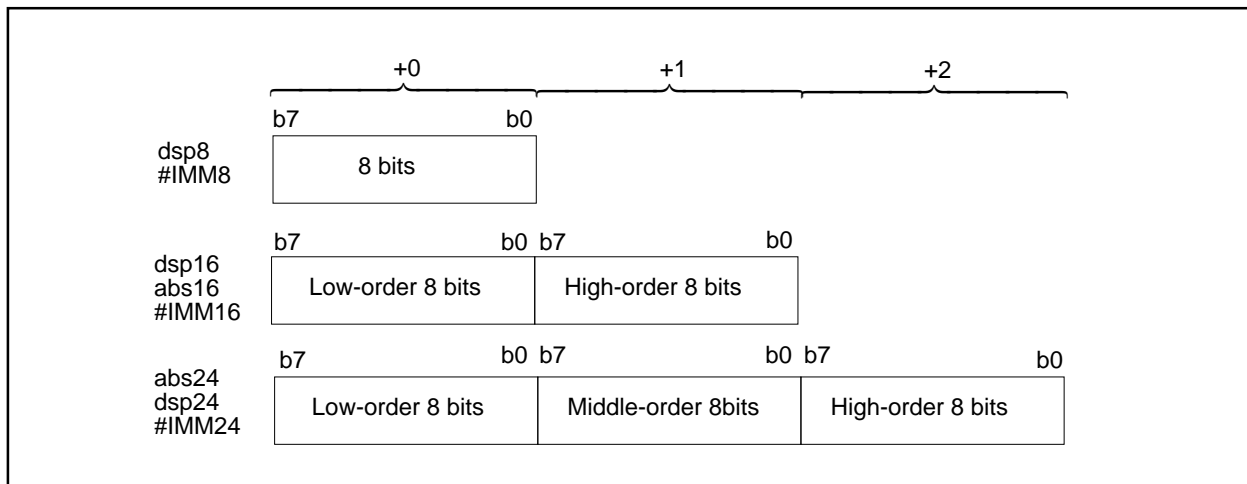 +0 +1 +2
b7 b0
dsp8
#IMM8
8 bits
b7 b0 b7 b0
dsp16
abs16
#IMM16
Low-order 8 bits High-order 8 bits
b7 b0 b7 b0 b7 b0
abs24
dsp24
#IMM24
Low-order 8 bits Middle-order 8bits High-order 8 bits